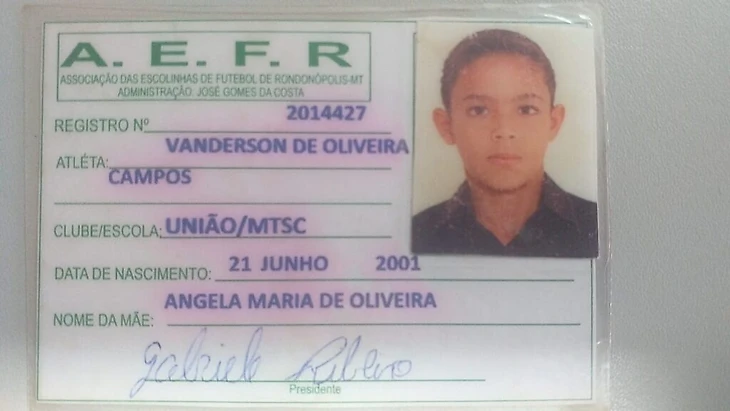 A. E. F. R
ASSOCIAÇÃO DAS ESCOLINHAS DE FUTEBOL DE RONDONÓPOLIS-MT
ADMINISTRAÇÃO: JOSÉ GOMES DA COSTA
REGISTRO Nº 2014427
ATLÉTA: VANDERSON DE OLIVEIRA
CAMPOS
CLUBE/ESCOLA: UNIÃO/MTSC
DATA DE NASCIMENTO: 21 JUNHO 2001
NOME DA MÃE: ANGELA MARIA DE OLIVEIRA
Gabriele Ribeiro
Presidente